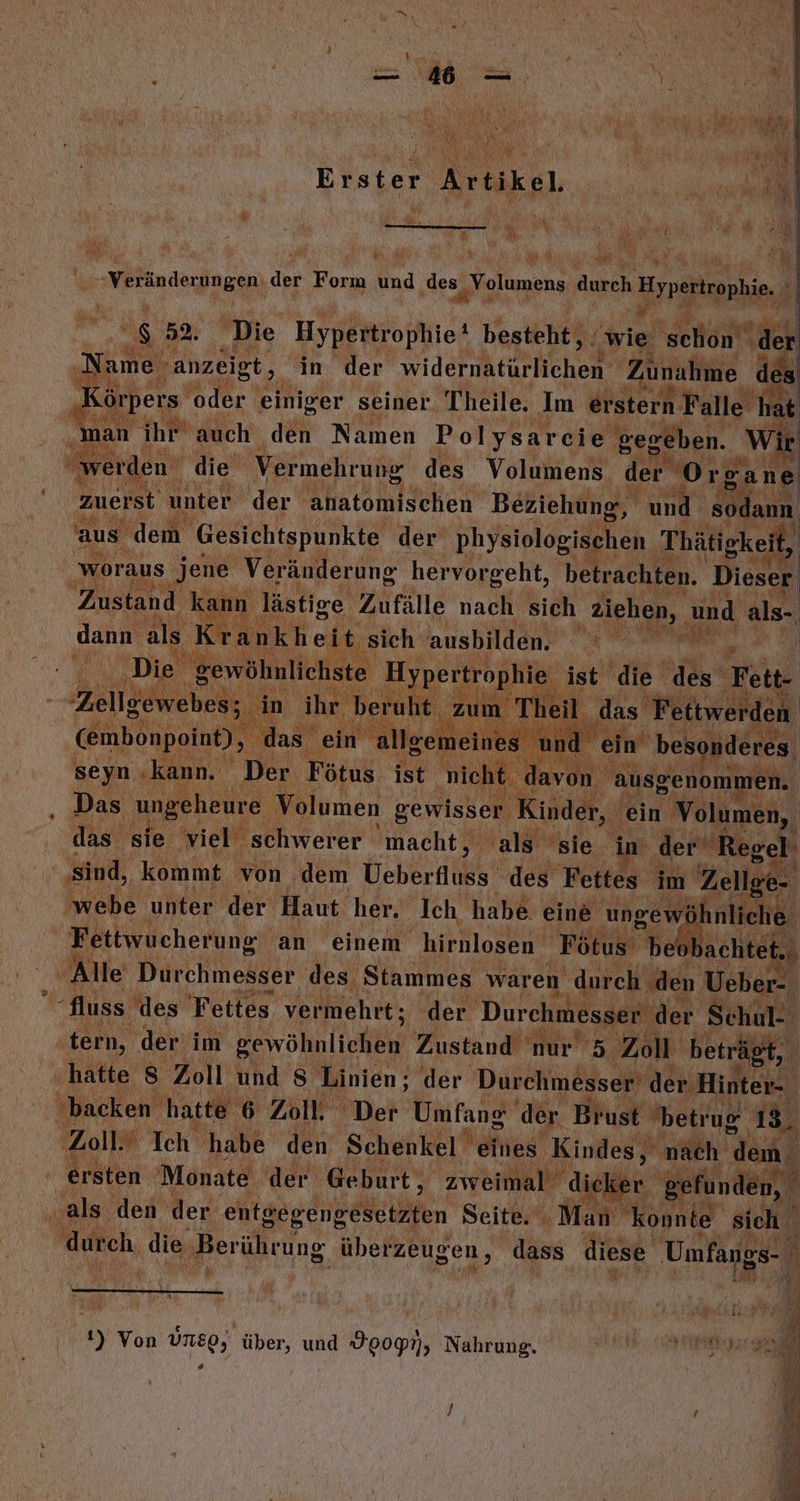 — 46 —
Erster Artikel.
Veränderungen der Form und des Volumens durch Hypertrophie.
§ 52. Die Hypertrophie¹ besteht, wie schon der
Name anzeigt, in der widernatürlichen Zunahme des
Körpers oder einiger seiner Theile. Im erstern Falle hat
man ihr auch den Namen Polysarcie gegeben. Wir
werden die Vermehrung des Volumens der Organe
zuerst unter der anatomischen Beziehung, und sodann
aus dem Gesichtspunkte der physiologischen Thätigkeit,
woraus jene Veränderung hervorgeht, betrachten. Dieser
Zustand kann lästige Zufälle nach sich ziehen, und als-
dann als Krankheit sich ausbilden.
Die gewöhnlichste Hypertrophie ist die des Fett-
Zellgewebes; in ihr beruht zum Theil das Fettwerden
(embonpoint), das ein allgemeines und ein besonderes
seyn kann. Der Fötus ist nicht davon ausgenommen.
Das ungeheure Volumen gewisser Kinder, ein Volumen,
das sie viel schwerer macht, als sie in der Regel
sind, kommt von dem Ueberfluss des Fettes im Zellge-
webe unter der Haut her. Ich habe eine ungewöhnliche
Fettwucherung an einem hirnlosen Fötus beobachtet.
Alle Durchmesser des Stammes waren durch den Ueber-
fluss des Fettes vermehrt; der Durchmesser der Schul-
tern, der im gewöhnlichen Zustand nur 5 Zoll beträgt,
hatte 8 Zoll und 8 Linien; der Durchmesser der Hinter-
backen hatte 6 Zoll. Der Umfang der Brust betrug 13
Zoll. Ich habe den Schenkel eines Kindes, nach dem
ersten Monate der Geburt, zweimal dicker gefunden,
als den der entgegengesetzten Seite. Man konnte sich
durch die Berührung überzeugen, dass diese Umfangs-
¹) Von ὑπερ, über, und ϑροφή, Nahrung.